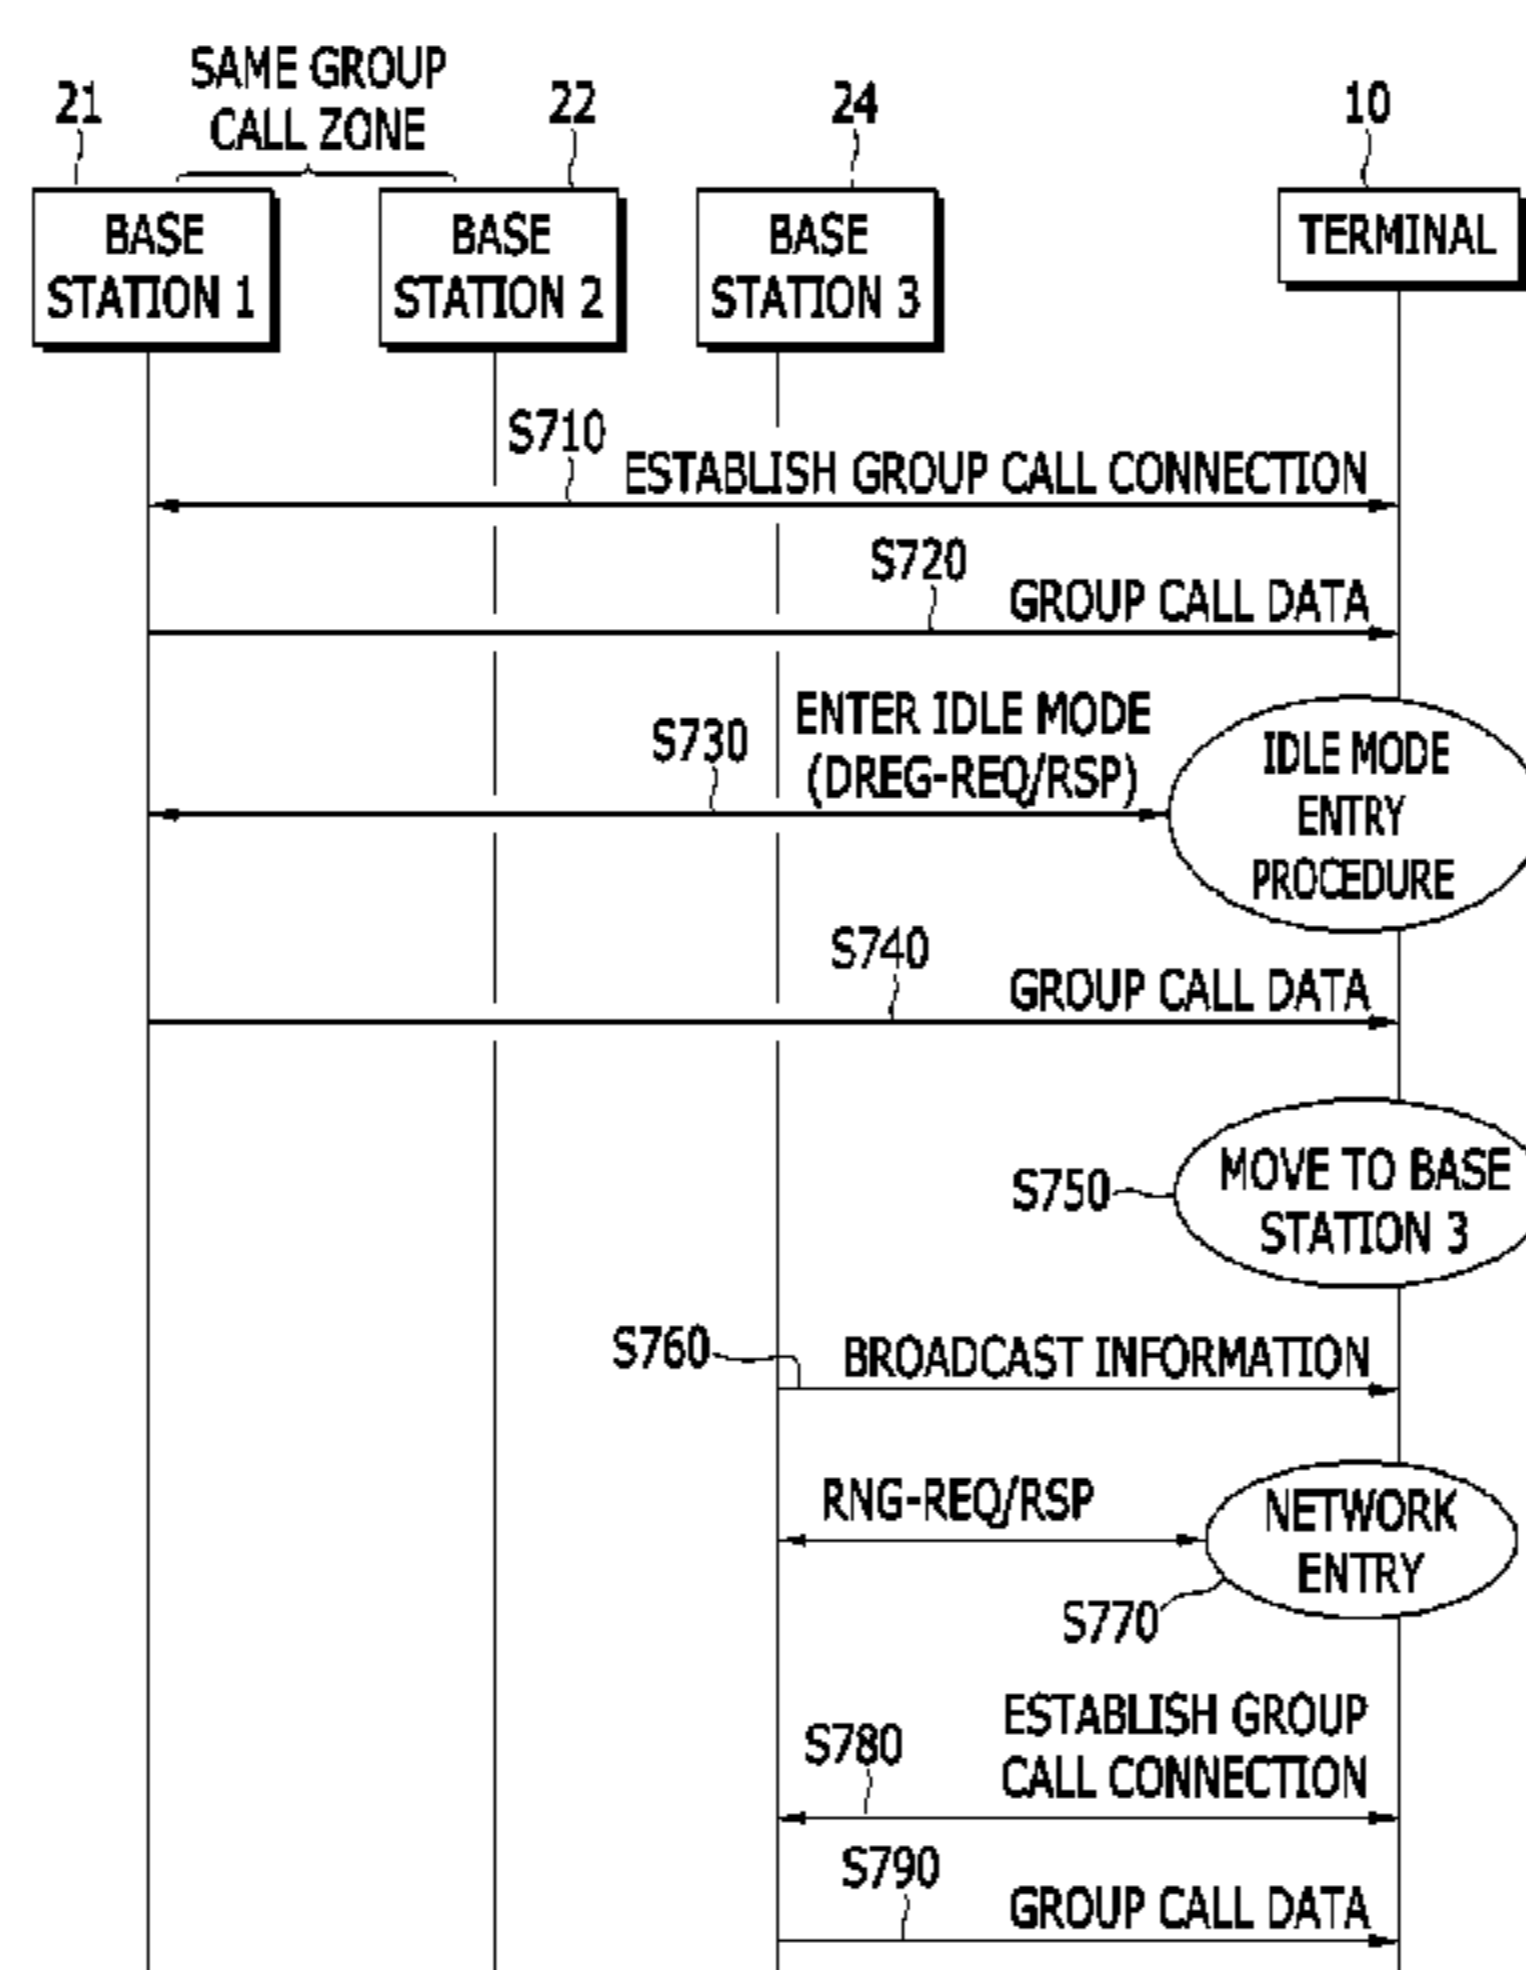 SAME GROUP
CALL ZONE
21
22
24
10
BASE
STATION 1
BASE
STATION 2
BASE
STATION 3
TERMINAL
S710
ESTABLISH GROUP CALL CONNECTION
S720
GROUP CALL DATA
S730
ENTER IDLE MODE
(DREG-REQ/RSP)
IDLE MODE
ENTRY
PROCEDURE
S740
GROUP CALL DATA
S750
MOVE TO BASE
STATION 3
S760
BROADCAST INFORMATION
RNG-REQ/RSP
NETWORK
ENTRY
S770
ESTABLISH GROUP
CALL CONNECTION
S780
S790
GROUP CALL DATA